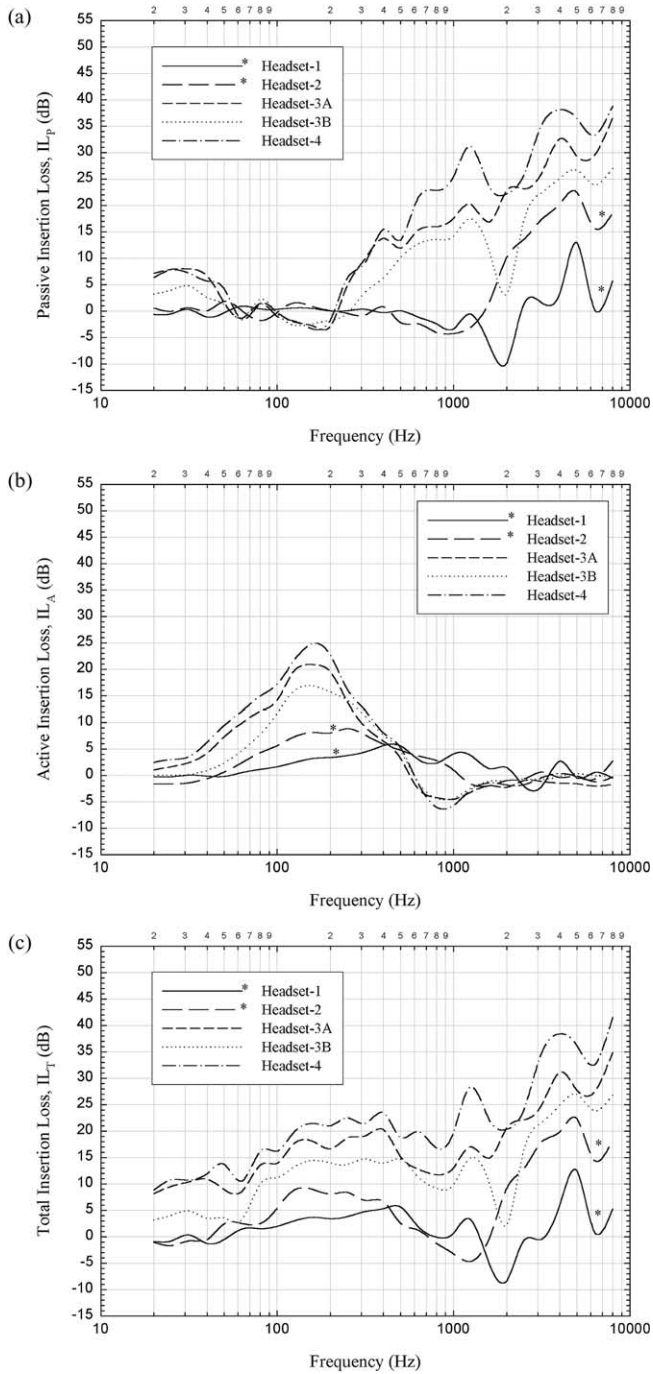 (a)
2 3 4 5 6 7 8 9 2 3 4 5 6 7 8 9 2 3 4 5 6 7 8 9
55
50
45
40
35
30
25
20
15
10
5
0
-5
-10
-15
Passive Insertion Loss, IL_P (dB)
* Headset-1
* Headset-2
Headset-3A
Headset-3B
Headset-4
*
*
10 100 1000 10000
Frequency (Hz)
(b)
2 3 4 5 6 7 8 9 2 3 4 5 6 7 8 9 2 3 4 5 6 7 8 9
55
50
45
40
35
30
25
20
15
10
5
0
-5
-10
-15
Active Insertion Loss, IL_A (dB)
* Headset-1
* Headset-2
Headset-3A
Headset-3B
Headset-4
*
*
10 100 1000 10000
Frequency (Hz)
(c)
2 3 4 5 6 7 8 9 2 3 4 5 6 7 8 9 2 3 4 5 6 7 8 9
55
50
45
40
35
30
25
20
15
10
5
0
-5
-10
-15
Total Insertion Loss, IL_T (dB)
* Headset-1
* Headset-2
Headset-3A
Headset-3B
Headset-4
*
*
10 100 1000 10000
Frequency (Hz)